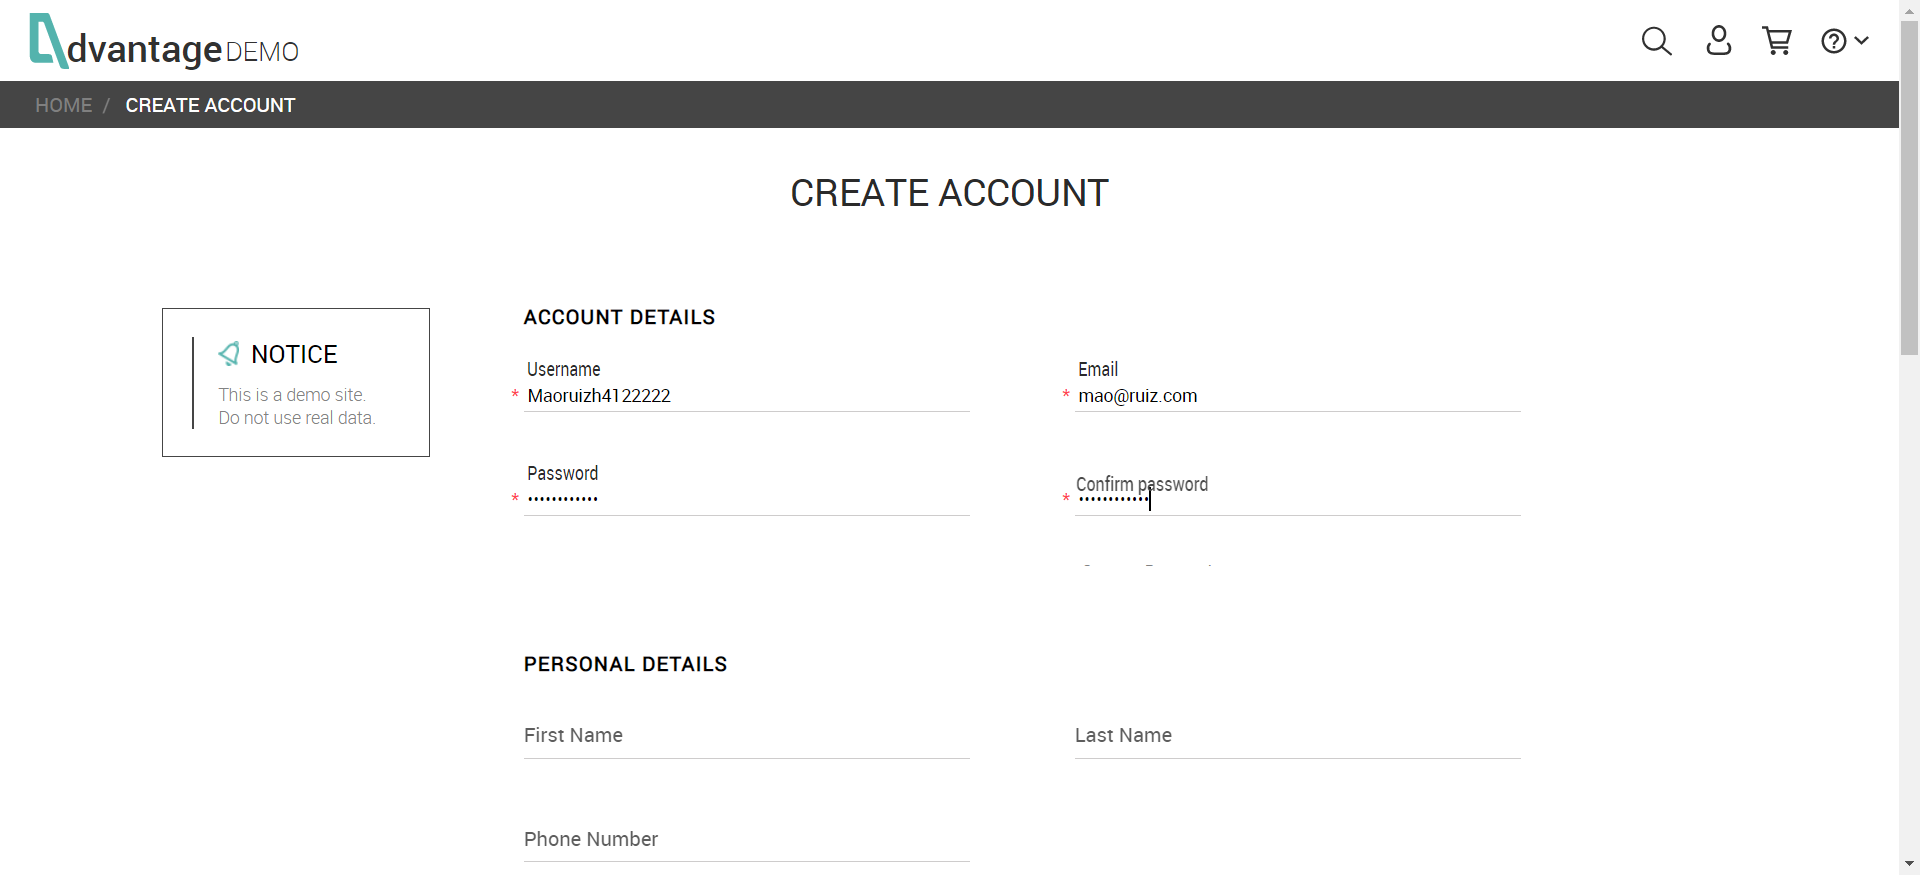 dvantage DEMO
HOME / CREATE ACCOUNT
CREATE ACCOUNT
NOTICE
This is a demo site.
Do not use real data.
ACCOUNT DETAILS
Username
* Maoruizh4122222
Email
* mao@ruiz.com
Password
* ••••••••••••
Confirm password
* ••••••••••••
PERSONAL DETAILS
First Name
Last Name
Phone Number